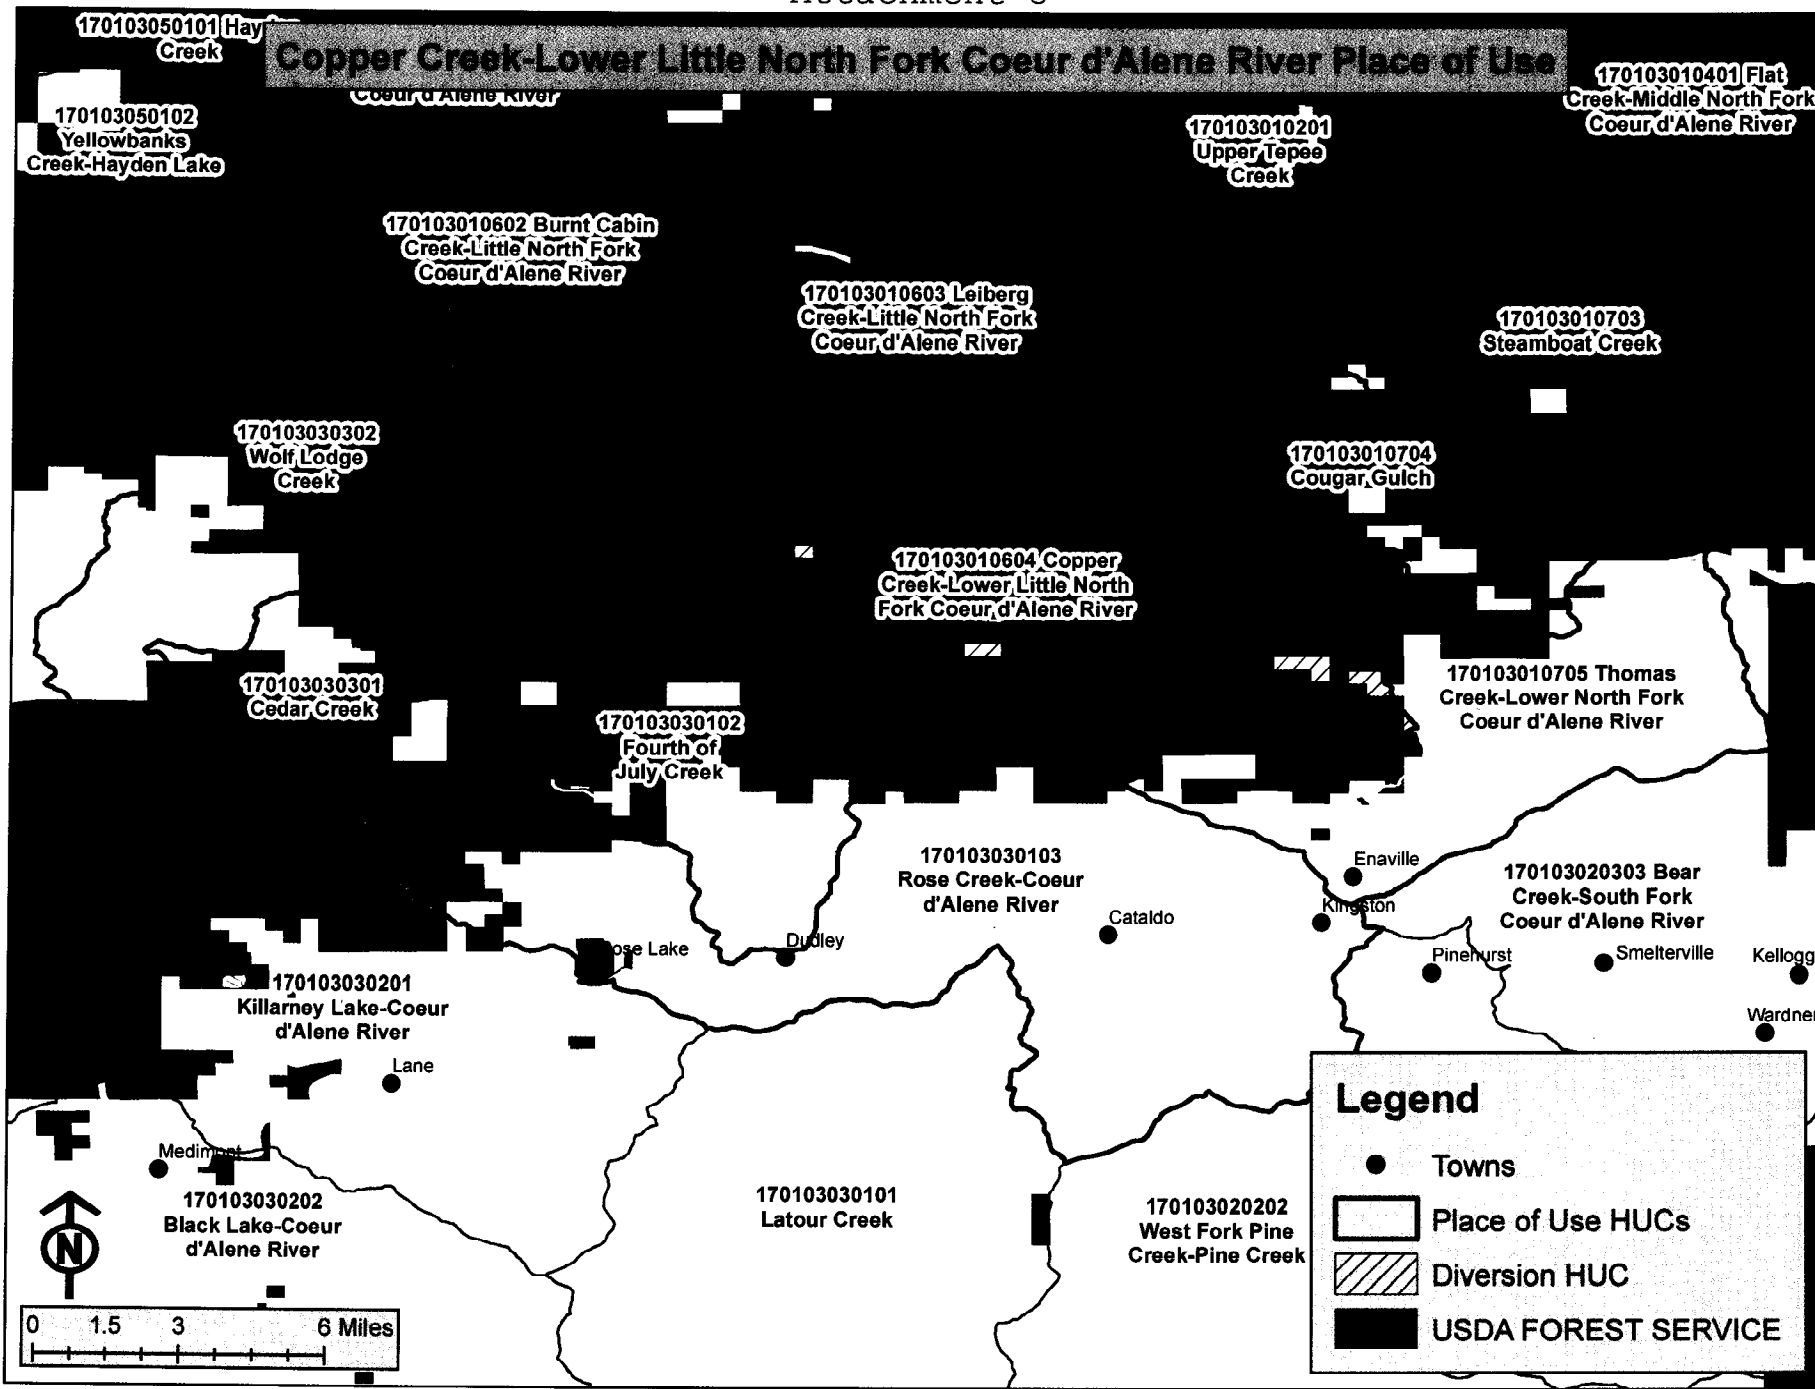 Copper Creek-Lower Little North Fork Coeur d'Alene River Place of Use
170103050101
Creek
Coeur d'Alene River
170103010401 Flat
Creek-Middle North Fork
Coeur d'Alene River
170103050102
Yellowbanks
Creek-Hayden Lake
170103010201
Upper Tepee
Creek
170103010602 Burnt Cabin
Creek-Little North Fork
Coeur d'Alene River
170103010603 Leiberg
Creek-Little North Fork
Coeur d'Alene River
170103010703
Steamboat Creek
170103030302
Wolf Lodge
Creek
170103010704
Cougar Gulch
170103010604 Copper
Creek-Lower Little North
Fork Coeur d'Alene River
170103030301
Cedar Creek
170103030102
Fourth of
July Creek
170103010705 Thomas
Creek-Lower North Fork
Coeur d'Alene River
170103030103
Rose Creek-Coeur
d'Alene River
Enaville
170103020303 Bear
Creek-South Fork
Coeur d'Alene River
Kingston
Cataldo
Dudley
Lake
Pinehurst
Smelterville
Kellogg
170103030201
Killarney Lake-Coeur
d'Alene River
Wardner
Lane
Medimont
170103030202
Black Lake-Coeur
d'Alene River
170103030101
Latour Creek
170103020202
West Fork Pine
Creek-Pine Creek
N
0 1.5 3 6 Miles
Legend
Towns
Place of Use HUCs
Diversion HUC
USDA FOREST SERVICE